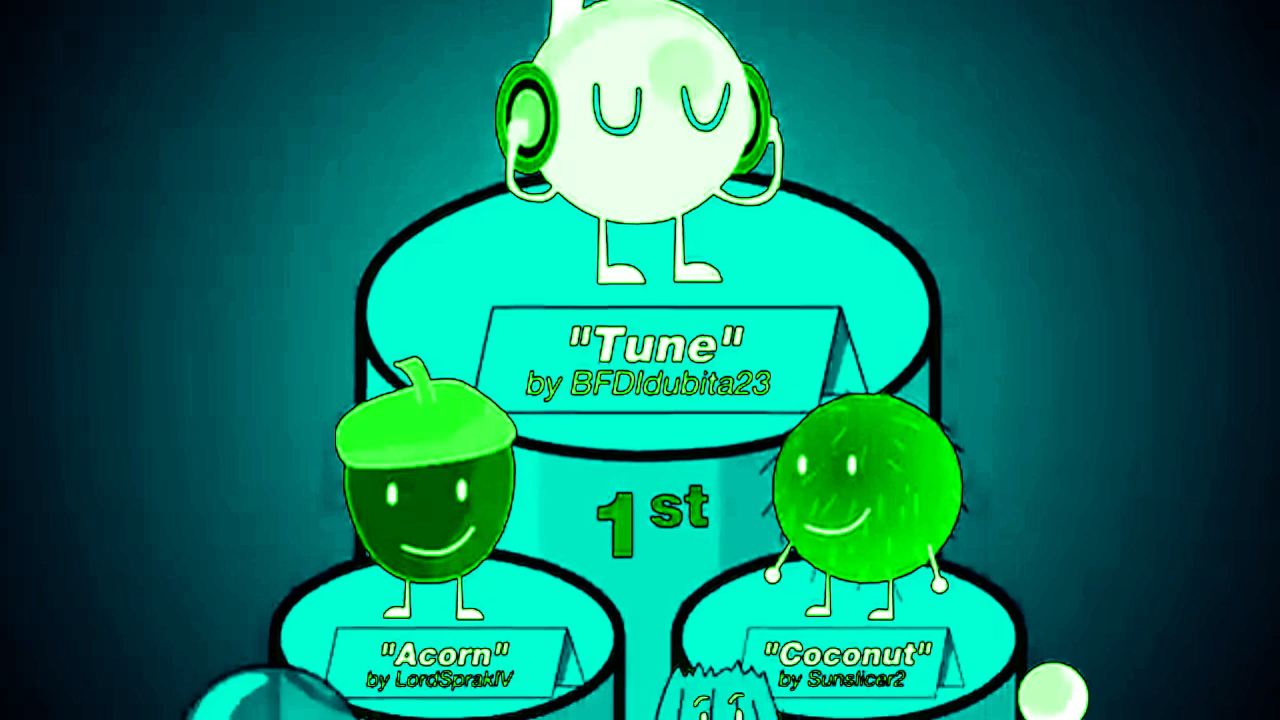 "Tune"
by BFDIdubita23
1st
"Acorn"
by LordSprakIV
"Coconut"
by Sunslicer2